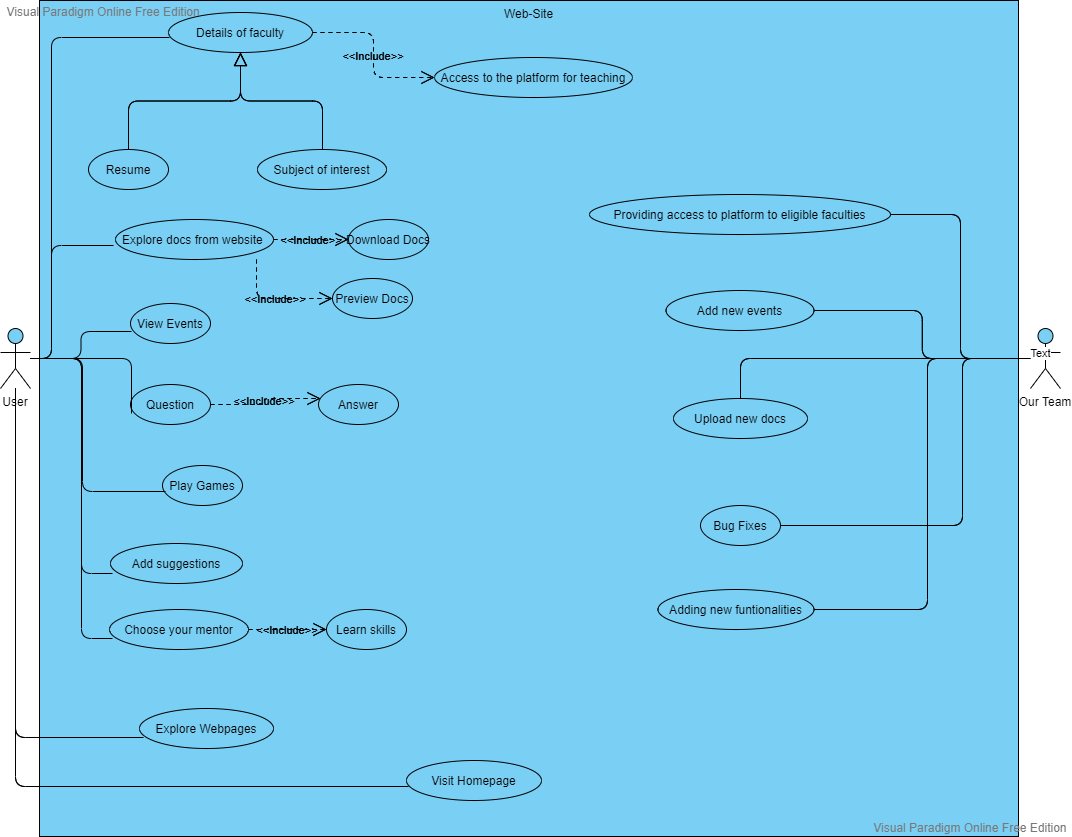 Visual Paradigm Online Free Edition
Web-Site
Details of faculty
<<Include>>
Access to the platform for teaching
Resume
Subject of interest
Providing access to platform to eligible faculties
Explore docs from website
<<Include>>
Download Docs
<<Include>>
Preview Docs
Add new events
View Events
Text
User
Our Team
Question
<<Include>>
Answer
Upload new docs
Play Games
Bug Fixes
Add suggestions
Adding new funtionalities
Choose your mentor
<<Include>>
Learn skills
Explore Webpages
Visit Homepage
Visual Paradigm Online Free Edition